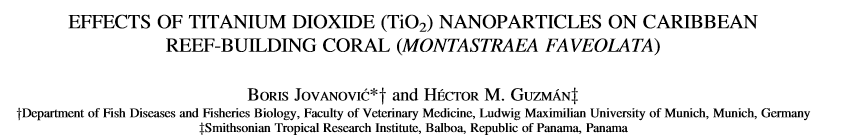 EFFECTS OF TITANIUM DIOXIDE (TiO₂) NANOPARTICLES ON CARIBBEAN
REEF-BUILDING CORAL (MONTASTRAEA FAVEOLATA)
BORIS JOVANOVIĆ*† and HÉCTOR M. GUZMÁN‡
†Department of Fish Diseases and Fisheries Biology, Faculty of Veterinary Medicine, Ludwig Maximilian University of Munich, Munich, Germany
‡Smithsonian Tropical Research Institute, Balboa, Republic of Panama, Panama